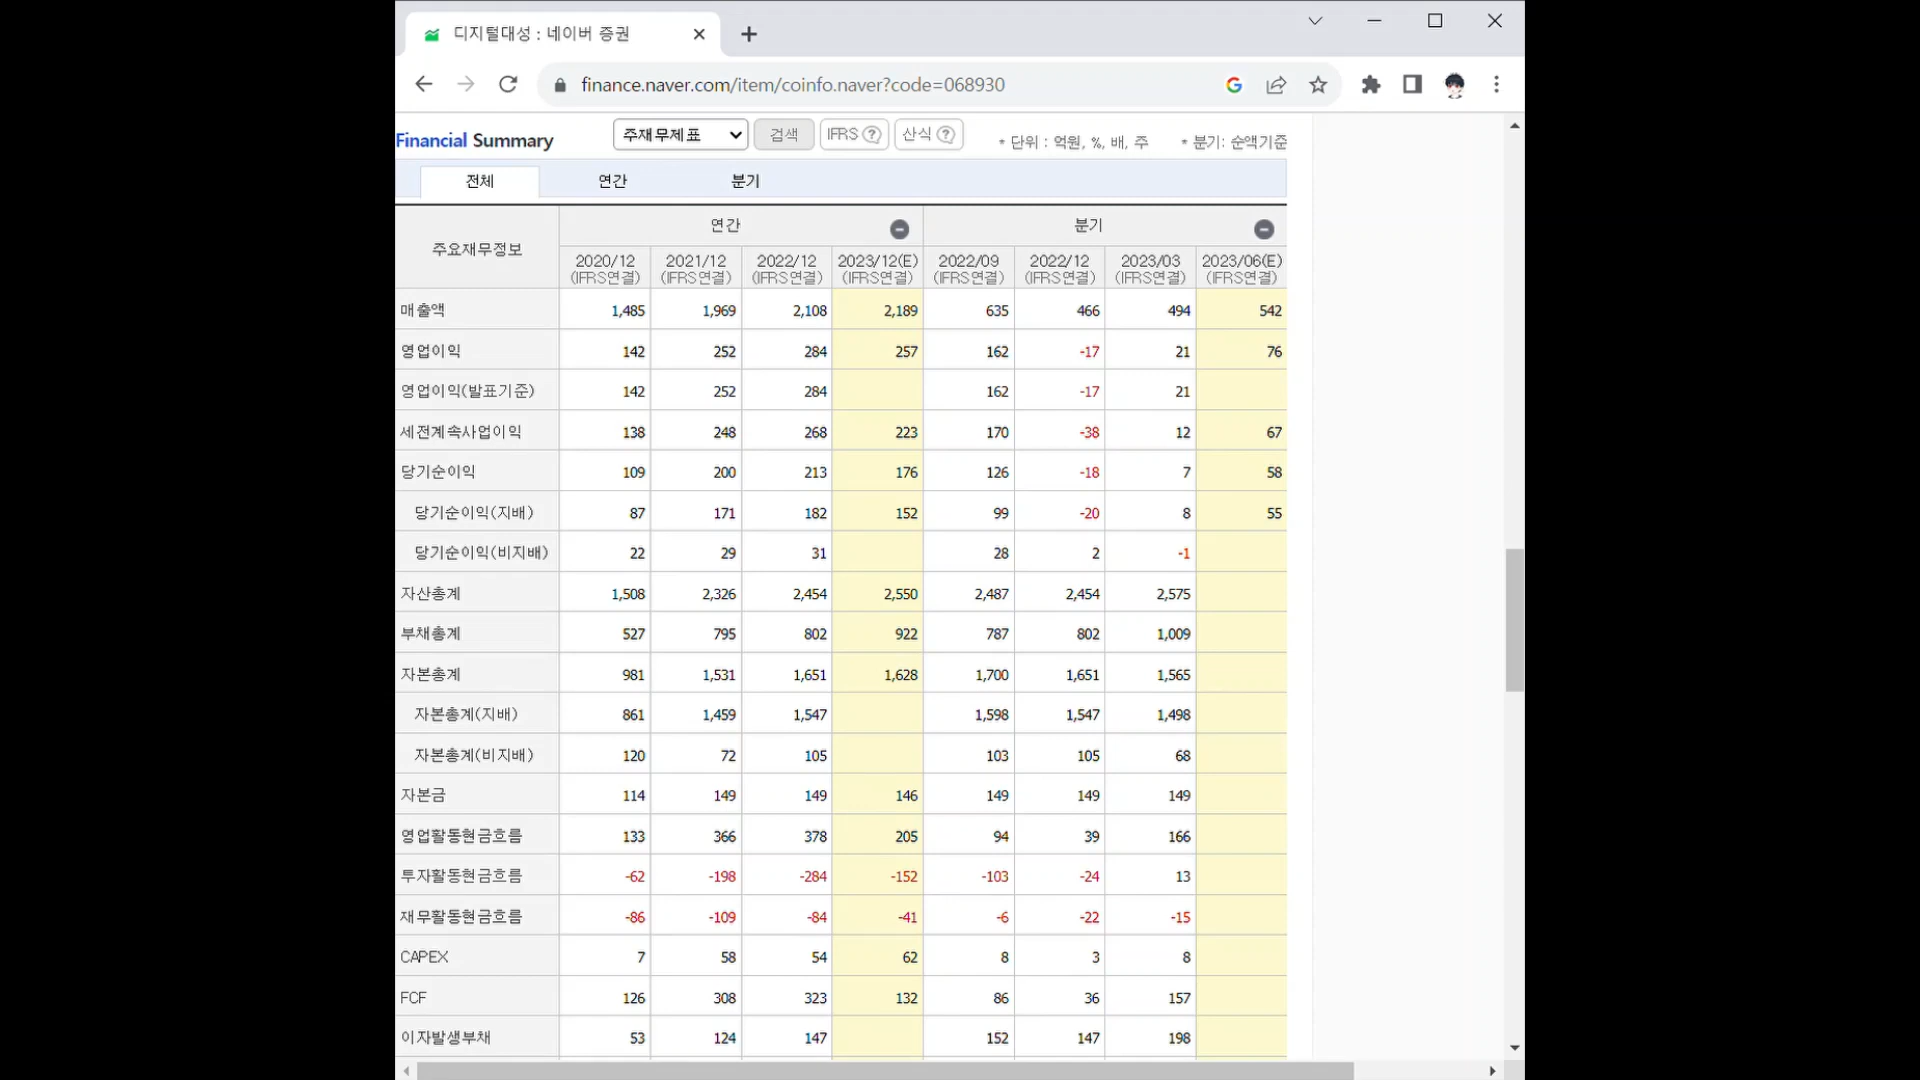 디지털대성 : 네이버 증권
finance.naver.com/item/coinfo.naver?code=068930
Financial Summary 주재무제표 검색 IFRS ? 산식 ? * 단위 : 억원, %, 배, 주 * 분기: 순액기준
전체 연간 분기
주요재무정보 연간 분기
2020/12 2021/12 2022/12 2023/12(E) 2022/09 2022/12 2023/03 2023/06(E)
(IFRS연결) (IFRS연결) (IFRS연결) (IFRS연결) (IFRS연결) (IFRS연결) (IFRS연결) (IFRS연결)
매출액 1,485 1,969 2,108 2,189 635 466 494 542
영업이익 142 252 284 257 162 -17 21 76
영업이익(발표기준) 142 252 284 162 -17 21
세전계속사업이익 138 248 268 223 170 -38 12 67
당기순이익 109 200 213 176 126 -18 7 58
당기순이익(지배) 87 171 182 152 99 -20 8 55
당기순이익(비지배) 22 29 31 28 2 -1
자산총계 1,508 2,326 2,454 2,550 2,487 2,454 2,575
부채총계 527 795 802 922 787 802 1,009
자본총계 981 1,531 1,651 1,628 1,700 1,651 1,565
자본총계(지배) 861 1,459 1,547 1,598 1,547 1,498
자본총계(비지배) 120 72 105 103 105 68
자본금 114 149 149 146 149 149 149
영업활동현금흐름 133 366 378 205 94 39 166
투자활동현금흐름 -62 -198 -284 -152 -103 -24 13
재무활동현금흐름 -86 -109 -84 -41 -6 -22 -15
CAPEX 7 58 54 62 8 3 8
FCF 126 308 323 132 86 36 157
이자발생부채 53 124 147 152 147 198